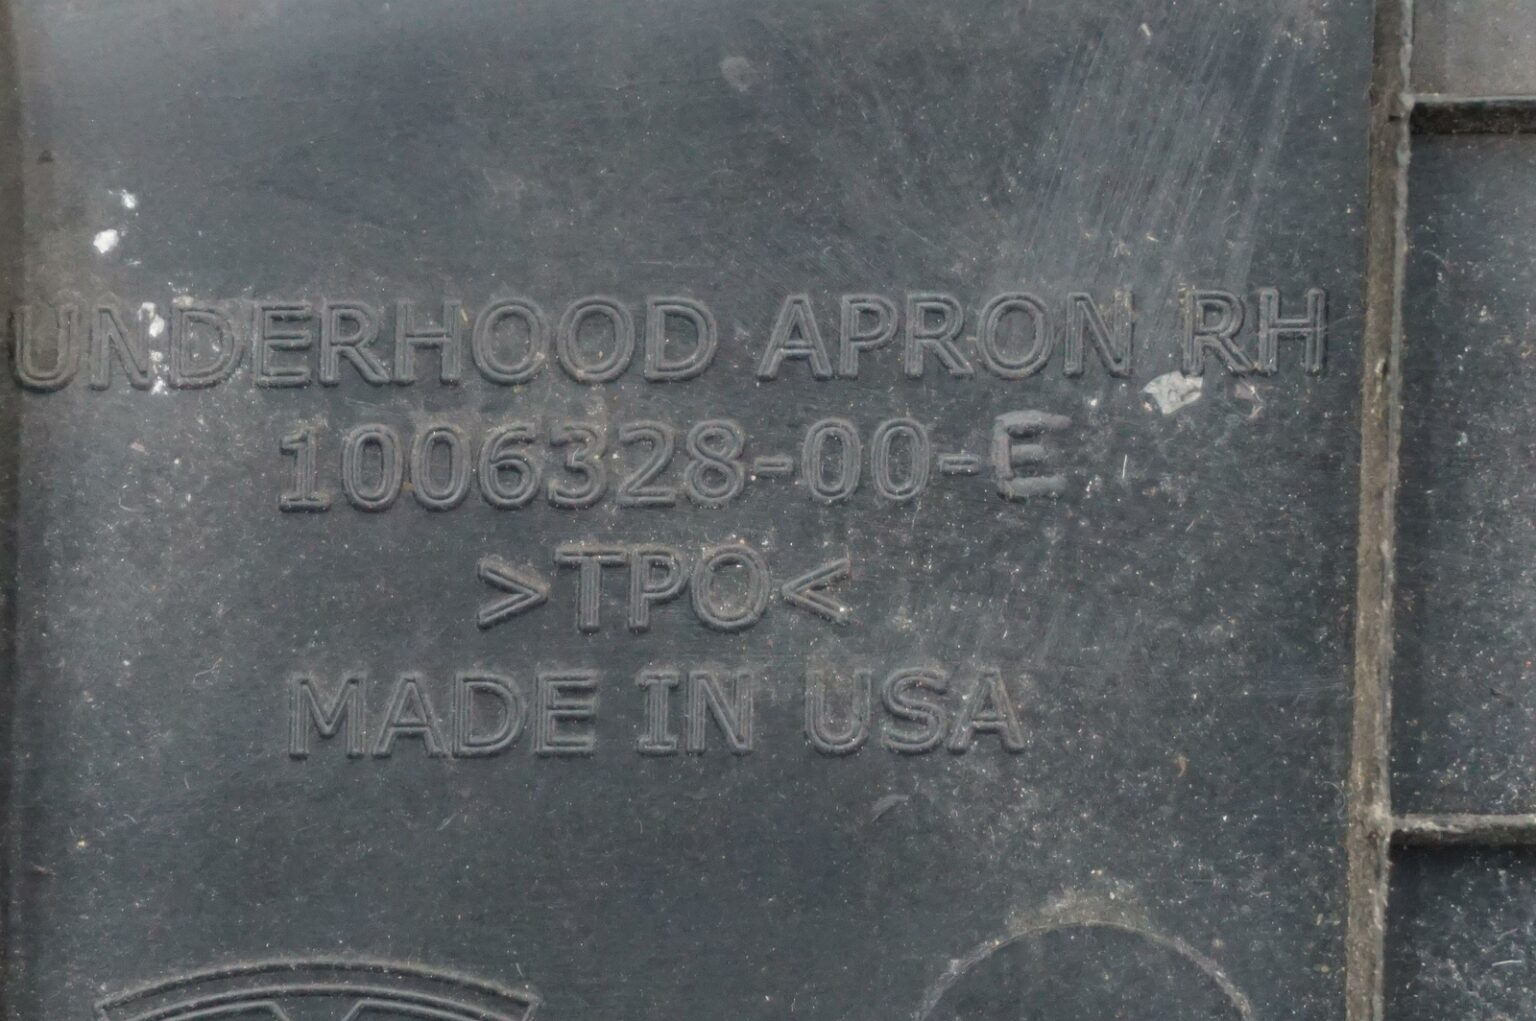 UNDERHOOD APRON RH
1006328-00-E
>TPO<
MADE IN USA